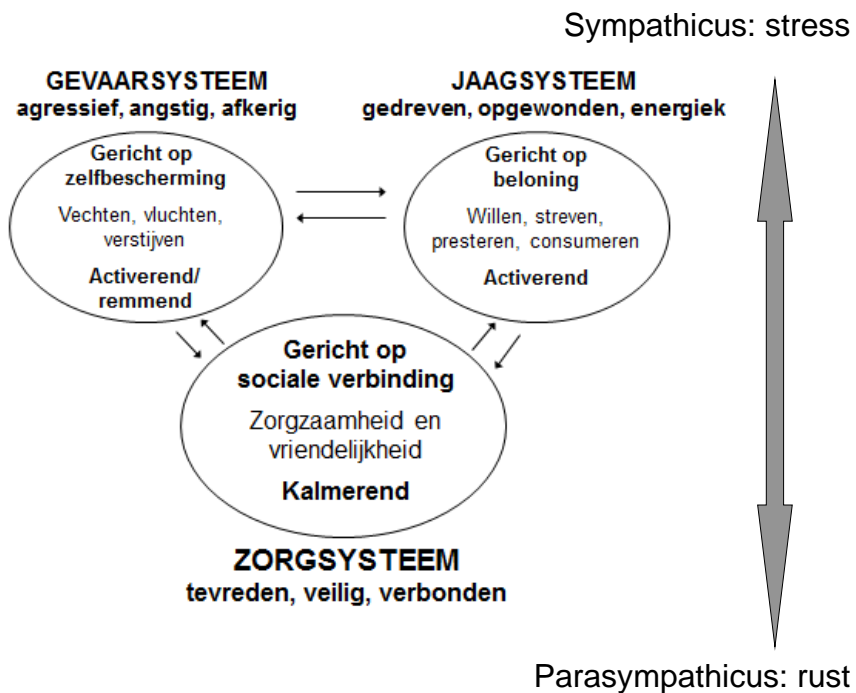 Sympathicus: stress
GEVAARSYSTEEM
agressief, angstig, afkerig
Gericht op
zelfbescherming
Vechten, vluchten,
verstijven
Activerend/
remmend
JAAGSYSTEEM
gedreven, opgewonden, energiek
Gericht op
beloning
Willen, streven,
presteren, consumeren
Activerend
Gericht op
sociale verbinding
Zorgzaamheid en
vriendelijkheid
Kalmerend
ZORGSYSTEEM
tevreden, veilig, verbonden
Parasympathicus: rust